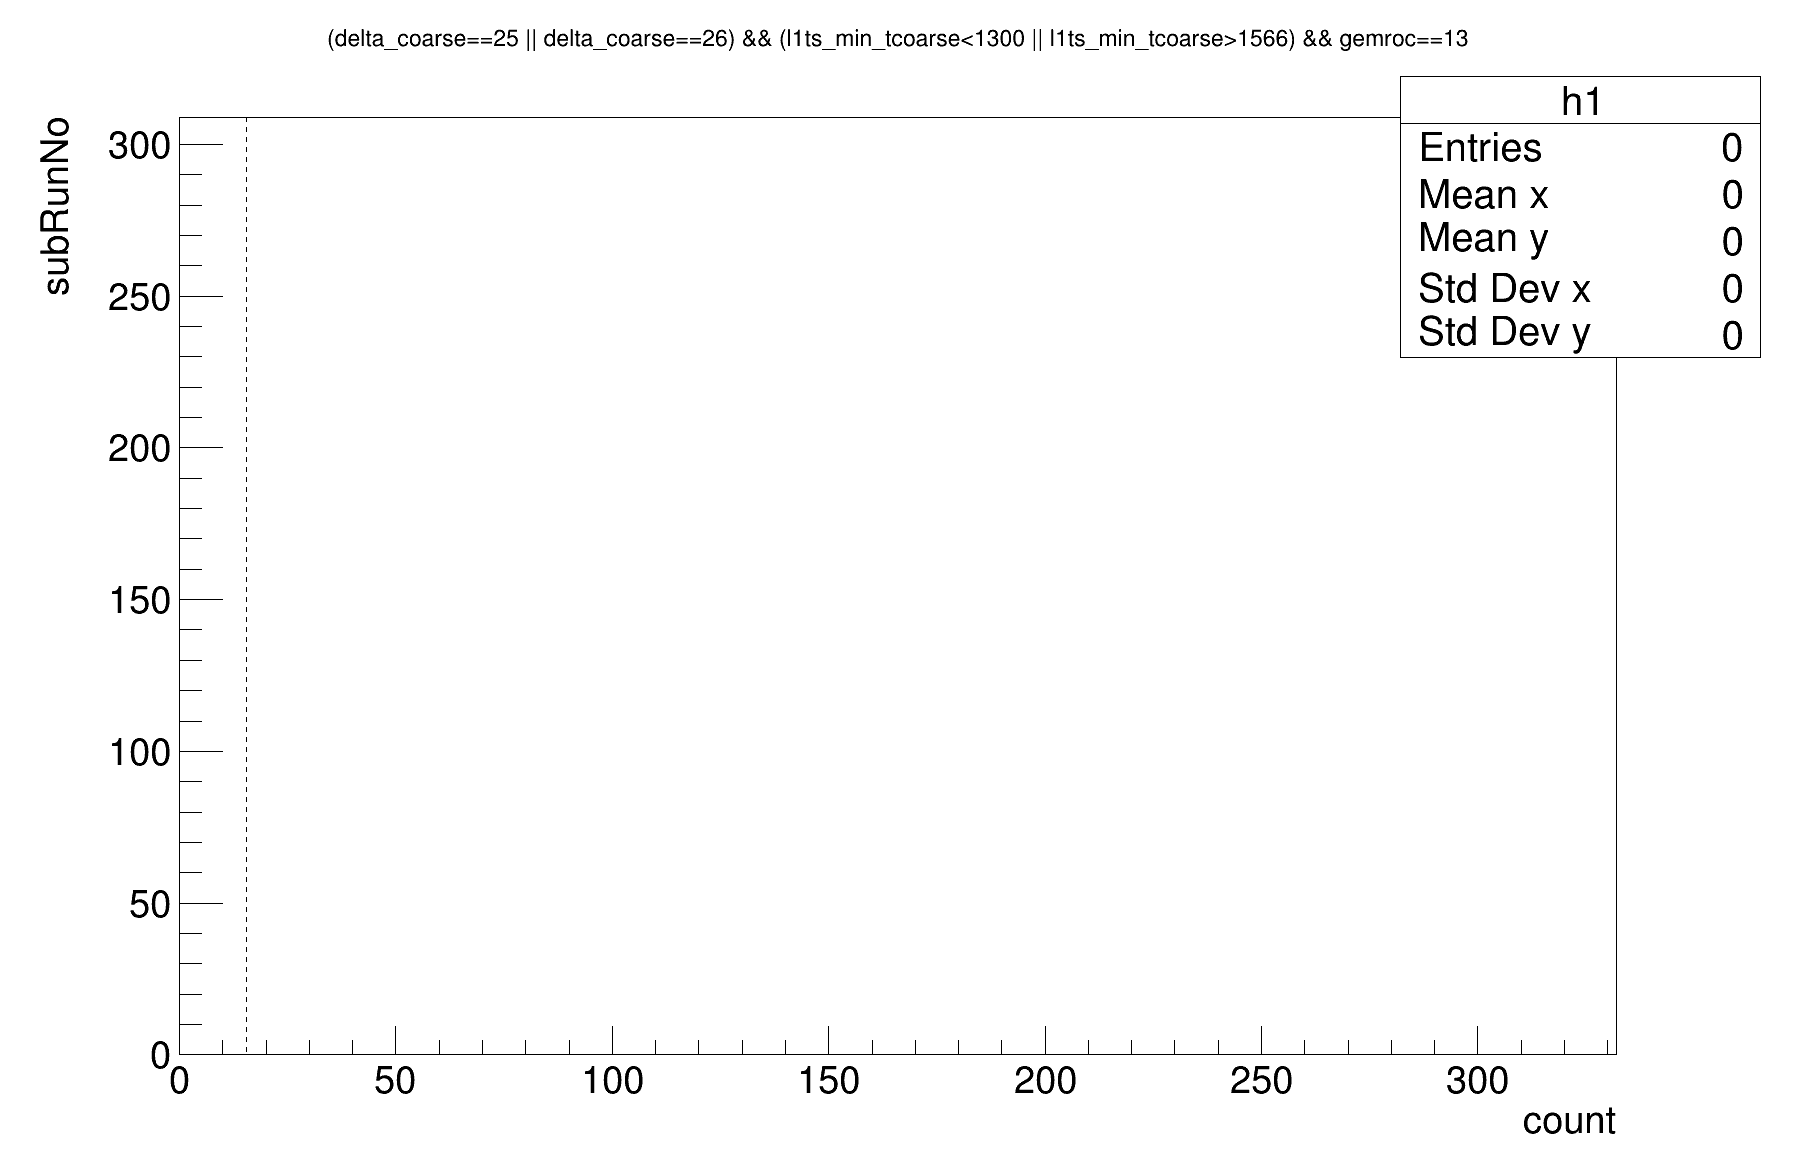 (delta_coarse==25 || delta_coarse==26) && (l1ts_min_tcoarse<1300 || l1ts_min_tcoarse>1566) && gemroc==13
h1
Entries 0
Mean x 0
Mean y 0
Std Dev x 0
Std Dev y 0
subRunNo
300
250
200
150
100
50
0
0 50 100 150 200 250 300
count